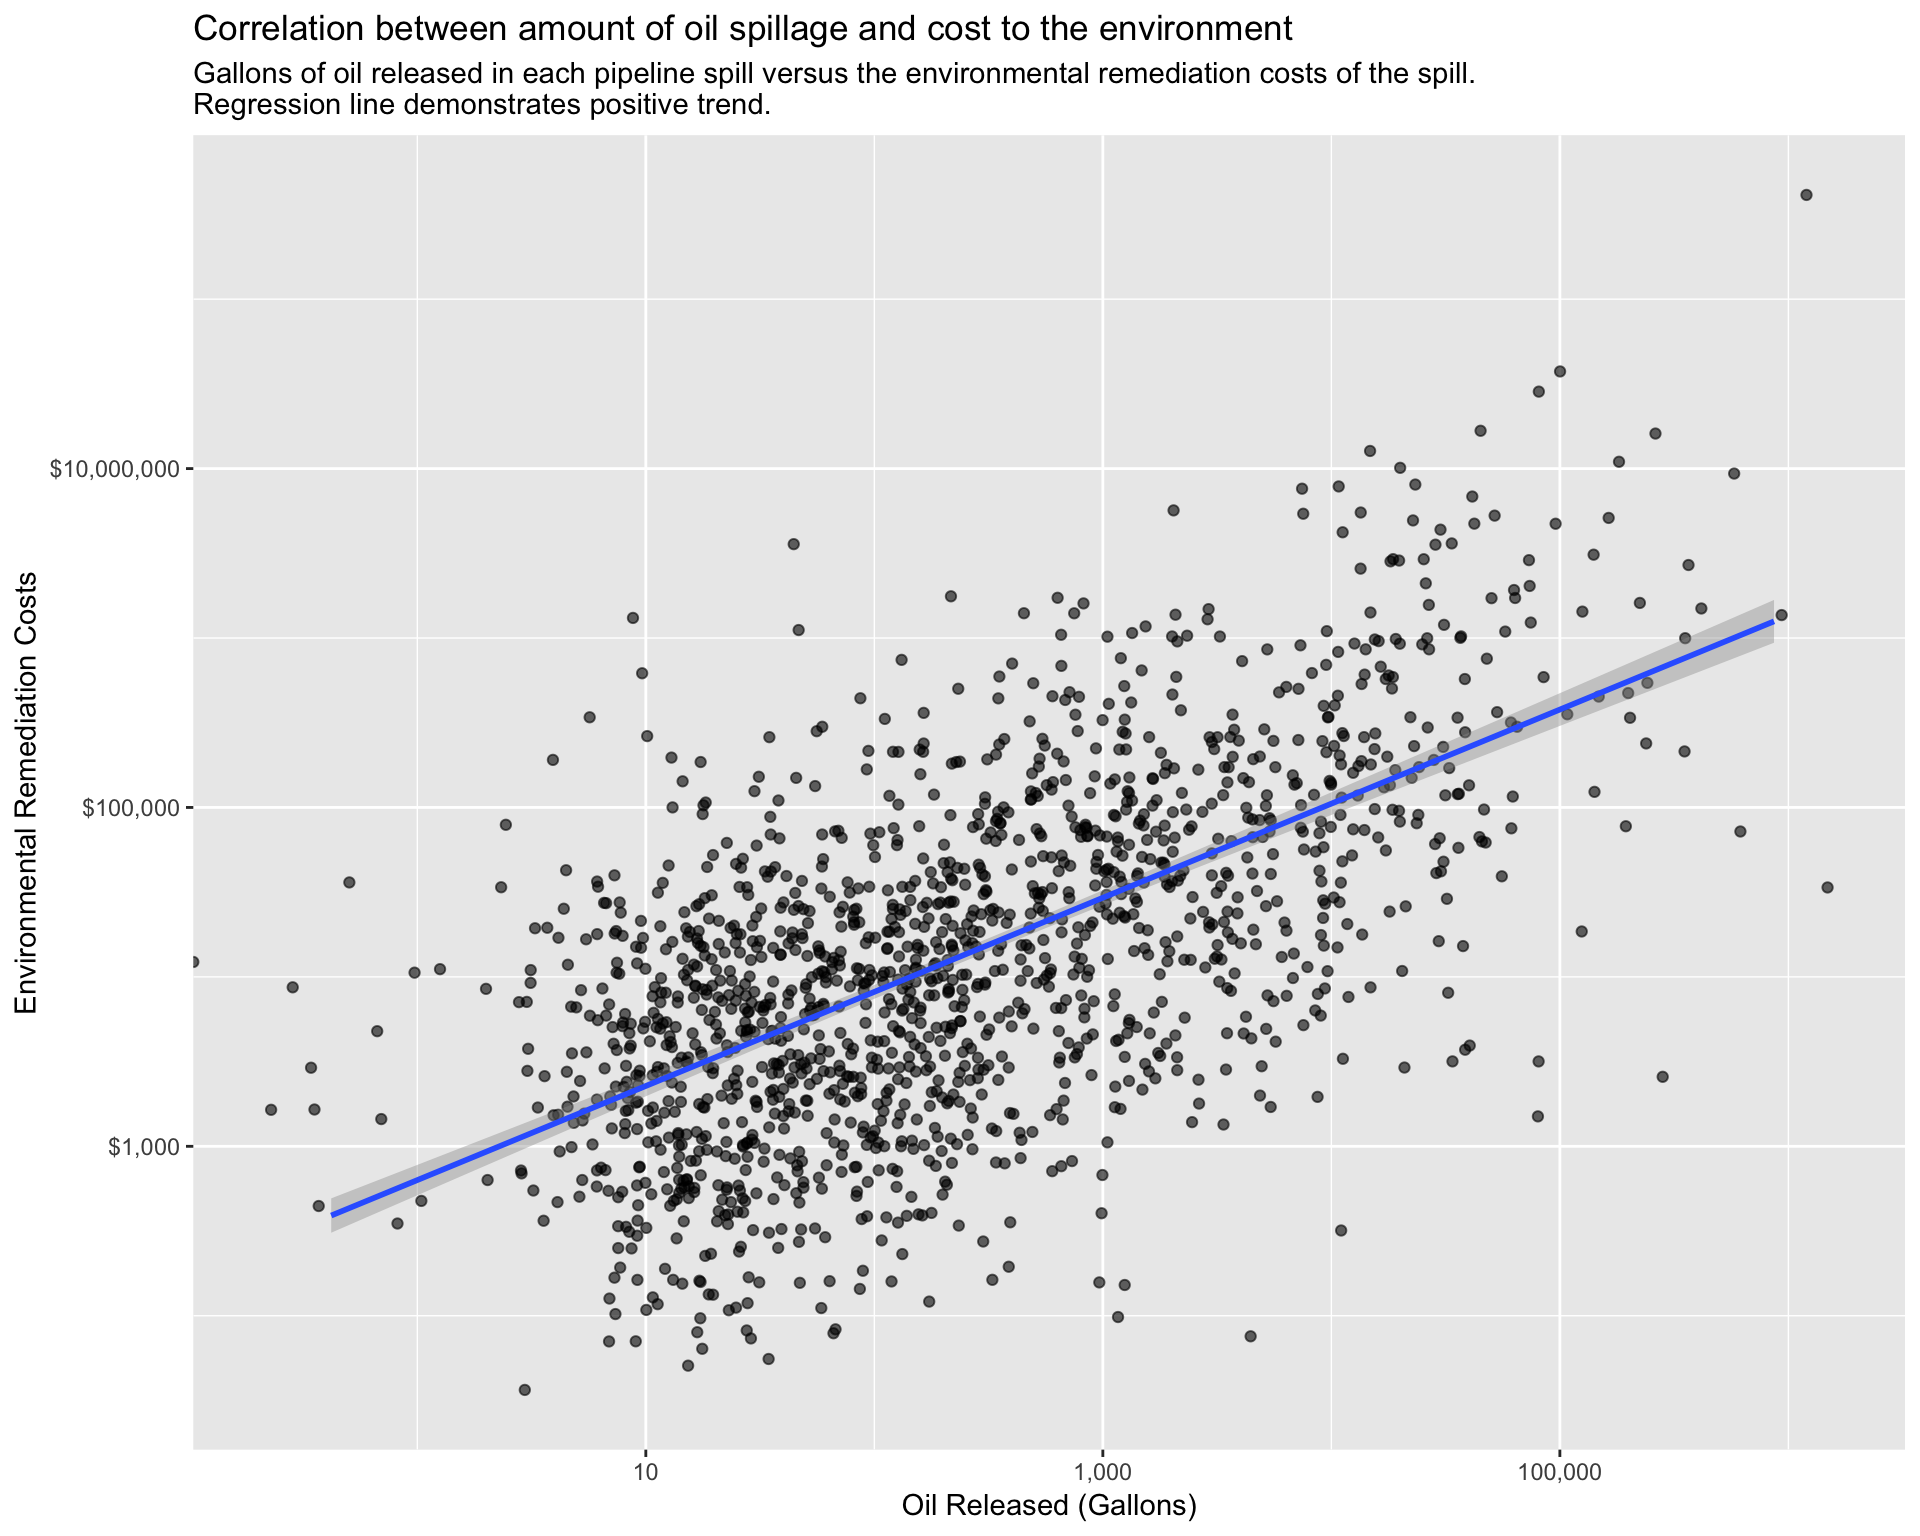 Correlation between amount of oil spillage and cost to the environment
Gallons of oil released in each pipeline spill versus the environmental remediation costs of the spill.
Regression line demonstrates positive trend.
Environmental Remediation Costs
$10,000,000
$100,000
$1,000
10
1,000
100,000
Oil Released (Gallons)